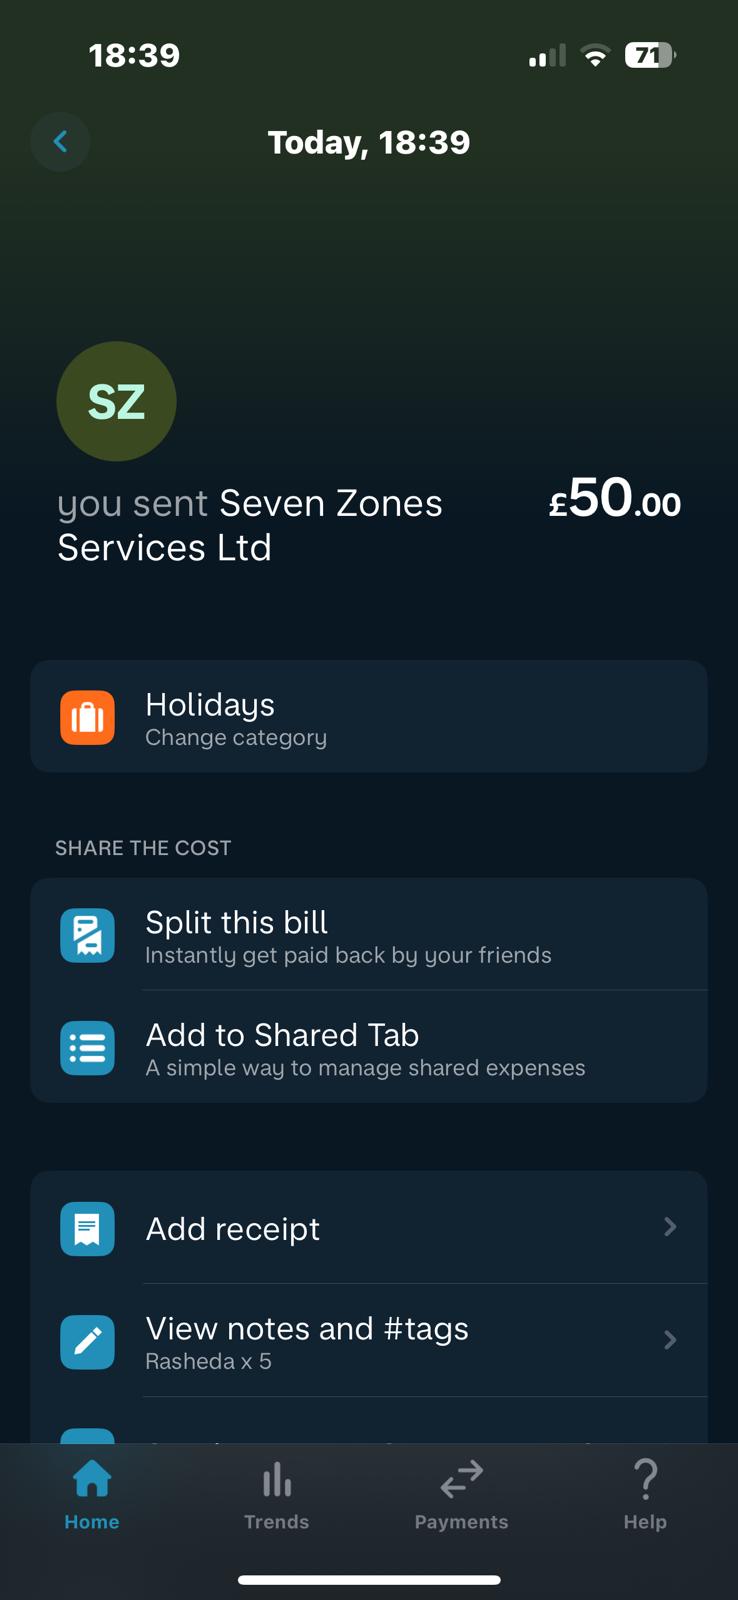 18:39
71
Today, 18:39
SZ
you sent Seven Zones
Services Ltd
£50.00
Holidays
Change category
SHARE THE COST
Split this bill
Instantly get paid back by your friends
Add to Shared Tab
A simple way to manage shared expenses
Add receipt
View notes and #tags
Rasheda x 5
Home
Trends
Payments
Help